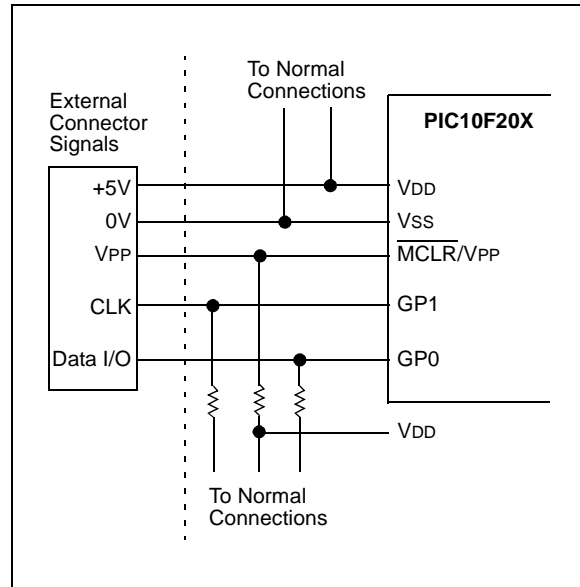 To Normal
Connections
External
Connector
Signals
PIC10F20X
+5V
VDD
0V
VSS
VPP
MCLR/VPP
CLK
GP1
Data I/O
GP0
VDD
To Normal
Connections